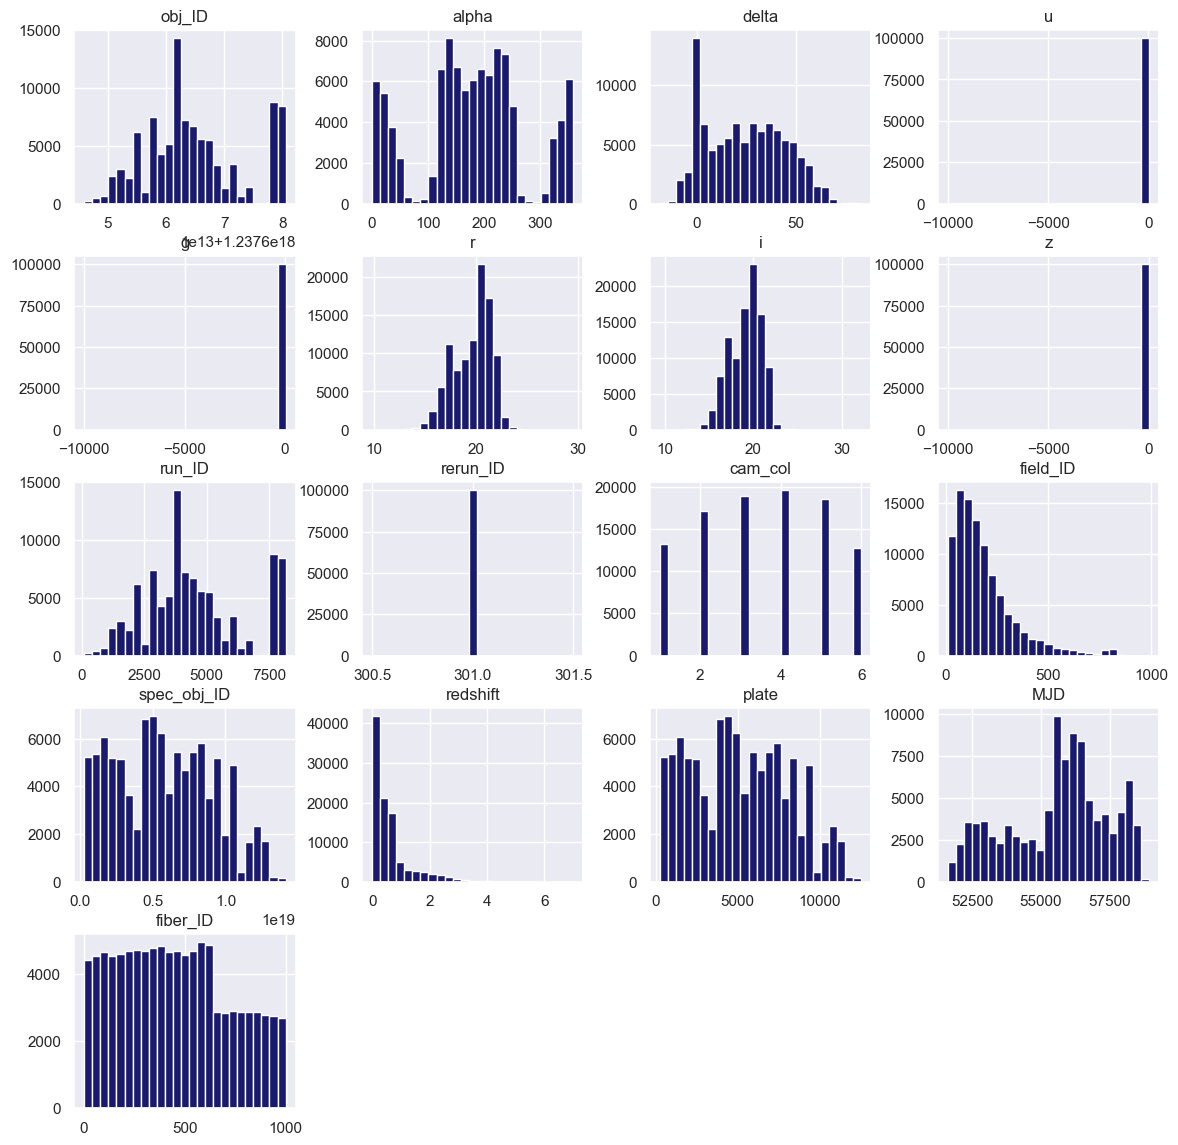 obj_ID alpha delta u
15000 8000 10000 100000
10000 6000 75000
5000 4000 5000 50000
2000 25000
0 0 0 0
5 6 7 8 0 100 200 300 0 50 −10000 −5000 0
1e13+1.2376e18
g r i z
100000 20000 20000 100000
75000 15000 15000 75000
50000 10000 10000 50000
25000 5000 5000 25000
0 0 0 0
−10000 −5000 0 10 20 30 10 20 30 −10000 −5000 0
run_ID rerun_ID cam_col field_ID
15000 100000 20000 15000
10000 75000 15000 10000
50000 10000
5000 25000 5000 5000
0 0 0 0
0 2500 5000 7500 300.5 301.0 301.5 2 4 6 0 500 1000
spec_obj_ID redshift plate MJD
6000 40000 6000 10000
30000 7500
4000 20000 4000 5000
2000 10000 2000 2500
0 0 0 0
0.0 0.5 1.0 0 2 4 6 0 5000 10000 52500 55000 57500
1e19
fiber_ID
4000
2000
0
0 500 1000